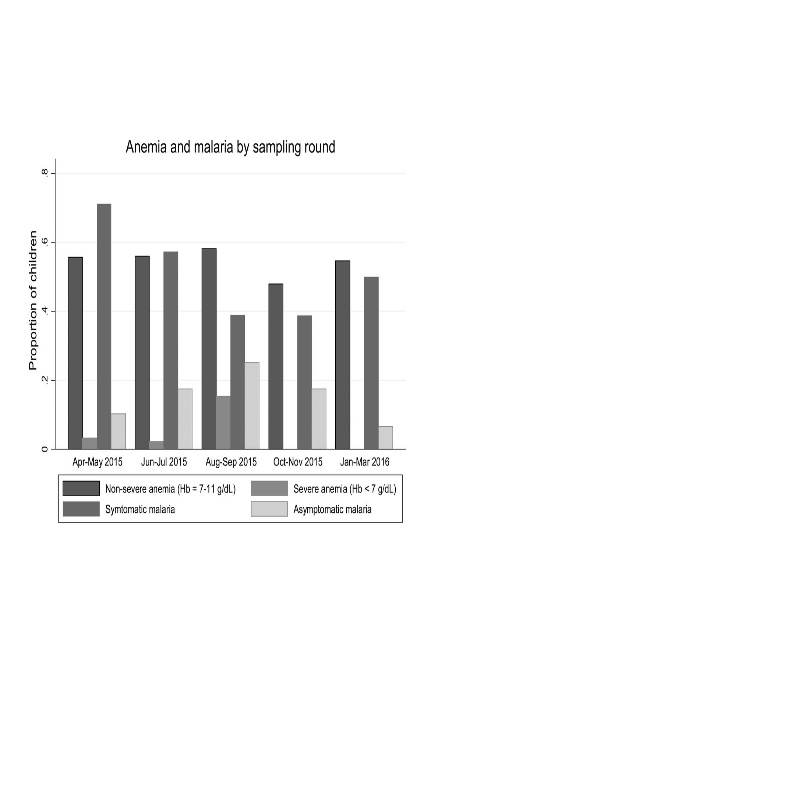 Anemia and malaria by sampling round
Proportion of children
.8
.6
.4
.2
0
Apr-May 2015 Jun-Jul 2015 Aug-Sep 2015 Oct-Nov 2015 Jan-Mar 2016
Non-severe anemia (Hb = 7-11 g/dL) Severe anemia (Hb < 7 g/dL)
Symtomatic malaria Asymptomatic malaria